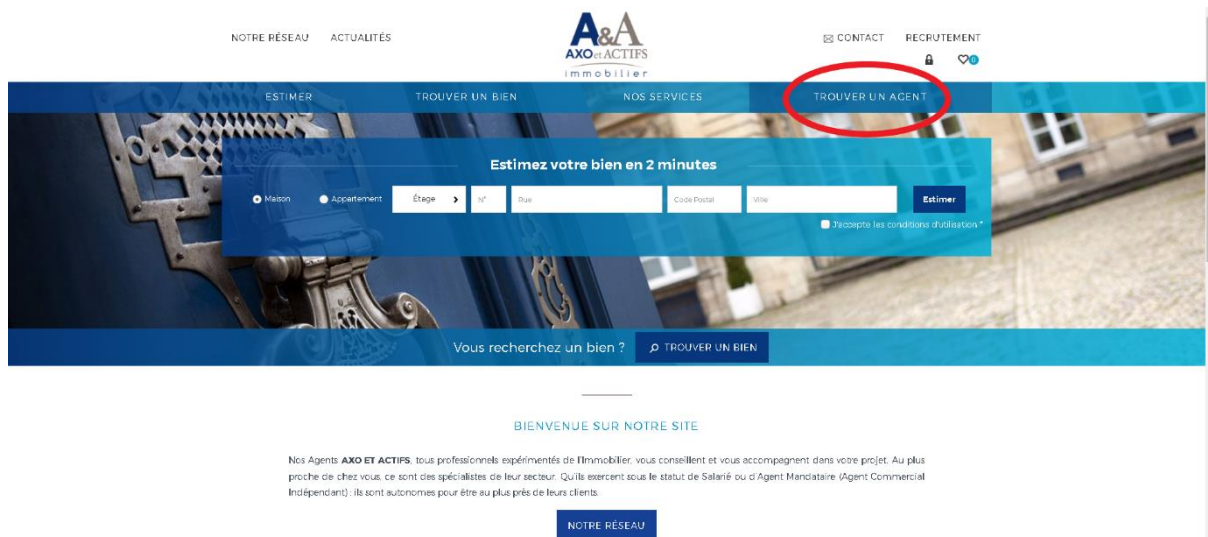 NOTRE RÉSEAU ACTUALITÉS
A&A
AXO et ACTIFS
immobilier
CONTACT RECRUTEMENT
0
ESTIMER TROUVER UN BIEN NOS SERVICES TROUVER UN AGENT
Estimez votre bien en 2 minutes
Maison Appartement Étage N° Rue Code Postal Ville Estimer
J'accepte les conditions d'utilisation *
Vous recherchez un bien ? TROUVER UN BIEN
BIENVENUE SUR NOTRE SITE
Nos Agents AXO ET ACTIFS, tous professionnels expérimentés de l'Immobilier, vous conseillent et vous accompagnent dans votre projet. Au plus
proche de chez vous, ce sont des spécialistes de leur secteur. Qu'ils exercent sous le statut de Salarié ou d'Agent Mandataire (Agent Commercial
Indépendant) : ils sont autonomes pour être au plus près de leurs clients.
NOTRE RÉSEAU